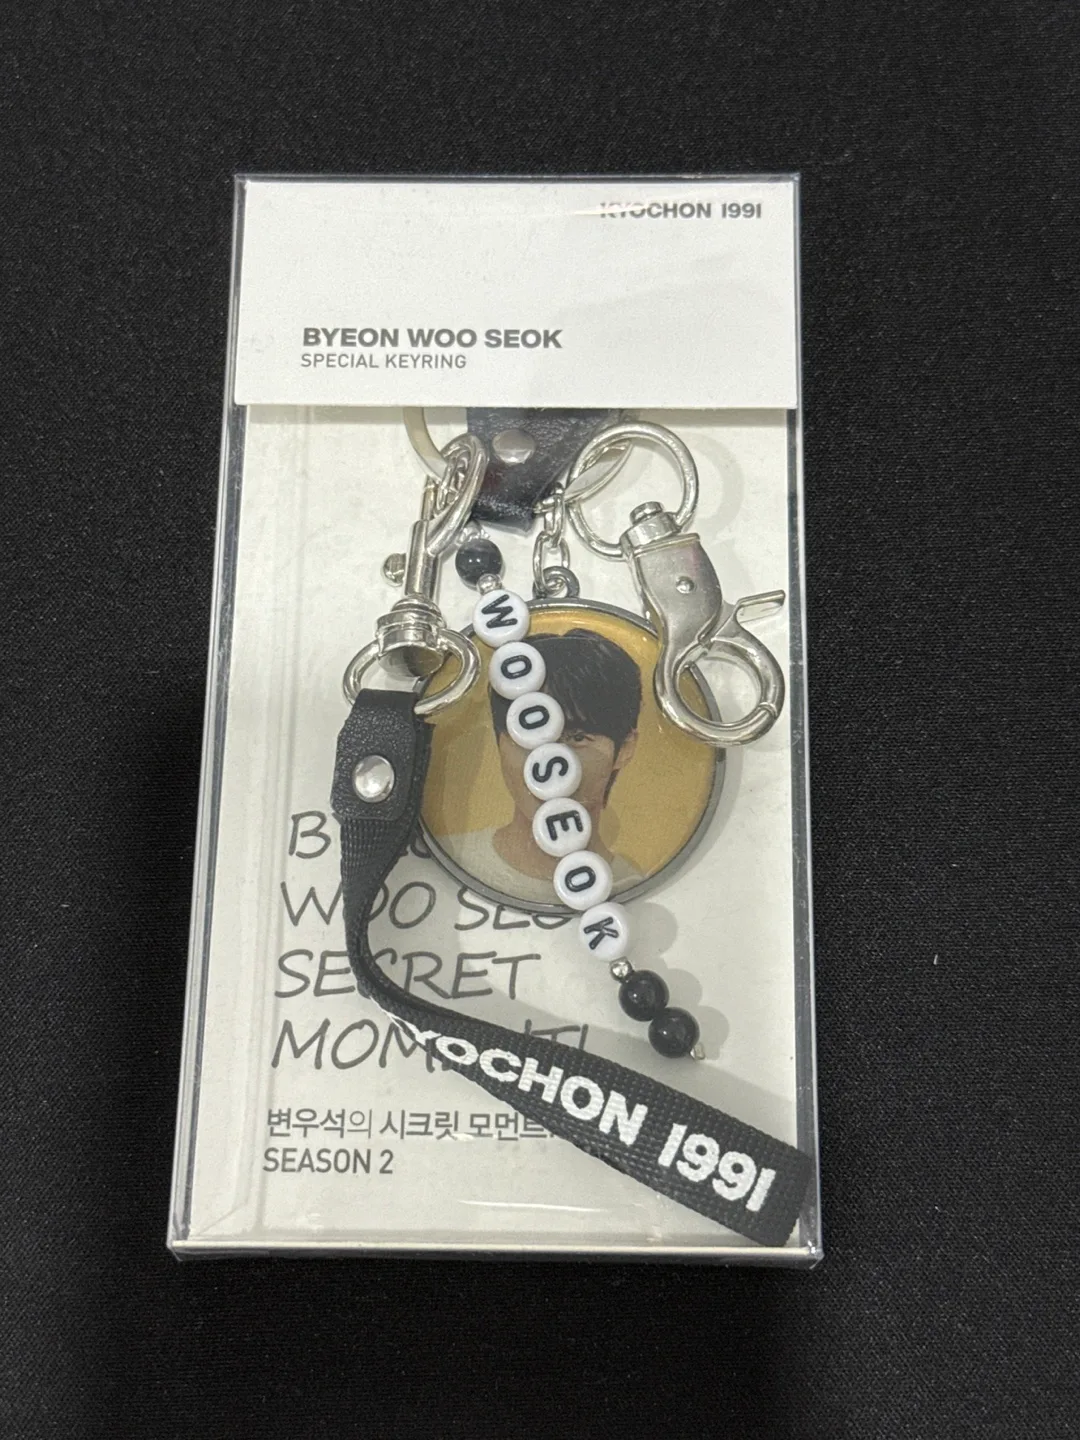 KYOCHON 1991
BYEON WOO SEOK
SPECIAL KEYRING
WOOSEOK
WOO
SECRET
변우석의 시크릿 모먼트
SEASON 2
KYOCHON 1991